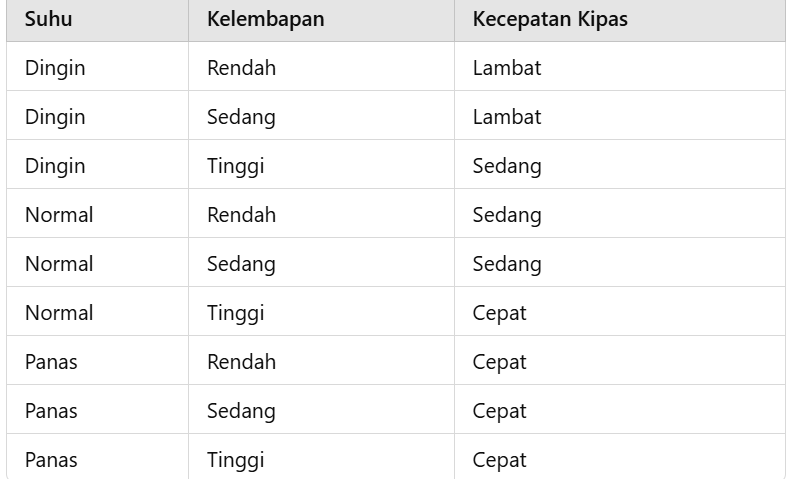 Suhu Kelembapan Kecepatan Kipas
Dingin Rendah Lambat
Dingin Sedang Lambat
Dingin Tinggi Sedang
Normal Rendah Sedang
Normal Sedang Sedang
Normal Tinggi Cepat
Panas Rendah Cepat
Panas Sedang Cepat
Panas Tinggi Cepat